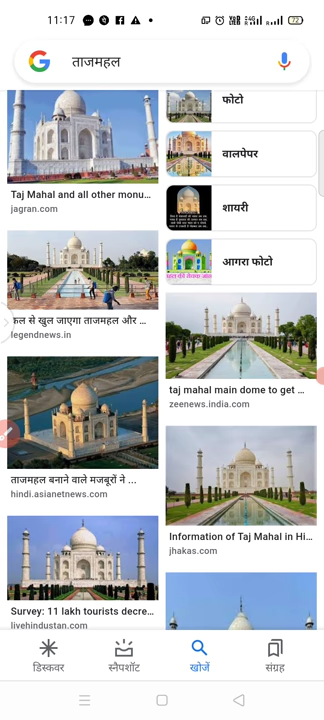 11:17
72
ताजमहल
फोटो
वालपेपर
शायरी
आगरा फोटो
Taj Mahal and all other monu...
jagran.com
कल से खुल जाएगा ताजमहल और ...
legendnews.in
ताजमहल बनाने वाले मजबूरों ने ...
hindi.asianetnews.com
Survey: 11 lakh tourists decre...
livehindustan.com
taj mahal main dome to get ...
zeenews.india.com
Information of Taj Mahal in Hi...
jhakas.com
डिस्कवर
स्नैपशॉट
खोजें
संग्रह